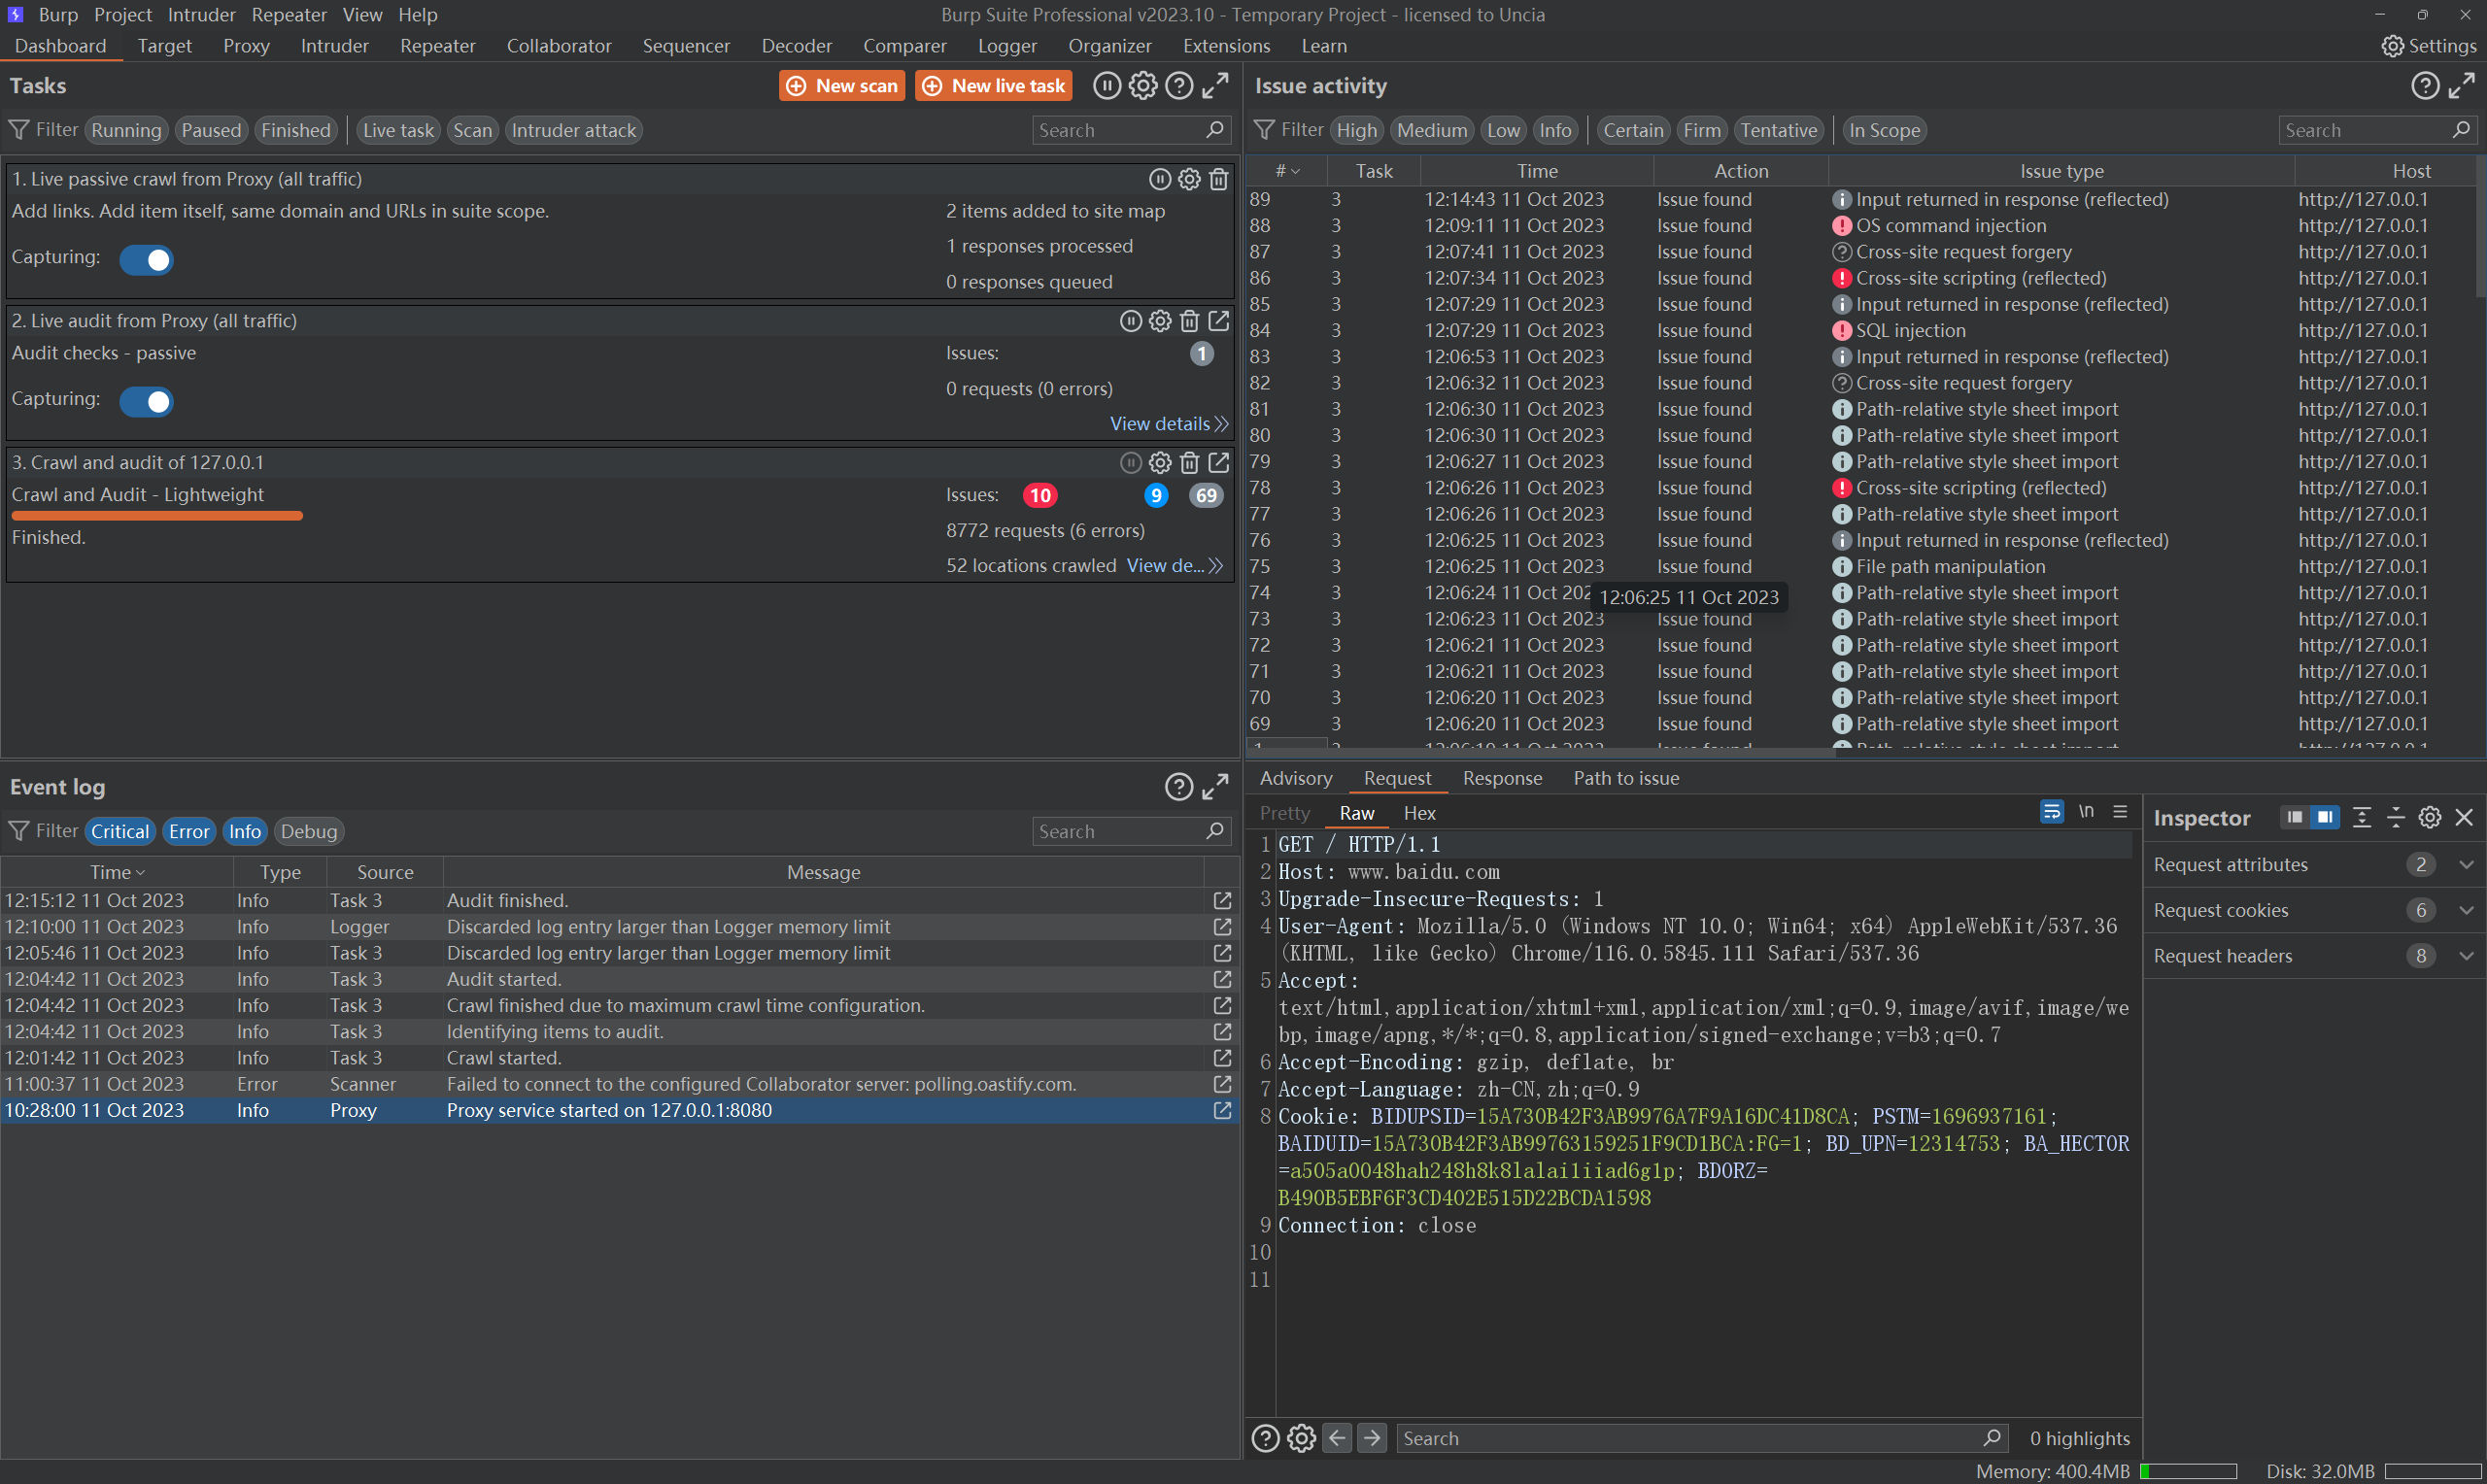 Burp Project Intruder Repeater View Help
Burp Suite Professional v2023.10 - Temporary Project - licensed to Uncia
Dashboard Target Proxy Intruder Repeater Collaborator Sequencer Decoder Comparer Logger Organizer Extensions Learn
Settings
Tasks
New scan
New live task
Filter Running Paused Finished Live task Scan Intruder attack
Search
1. Live passive crawl from Proxy (all traffic)
Add links. Add item itself, same domain and URLs in suite scope.
2 items added to site map
1 responses processed
Capturing:
0 responses queued
2. Live audit from Proxy (all traffic)
Audit checks - passive
Issues: 1
0 requests (0 errors)
Capturing:
View details
3. Crawl and audit of 127.0.0.1
Crawl and Audit - Lightweight
Issues: 10 9 69
8772 requests (6 errors)
Finished.
52 locations crawled View de...
Issue activity
Filter High Medium Low Info Certain Firm Tentative In Scope
Search
# Task Time Action Issue type Host
89 3 12:14:43 11 Oct 2023 Issue found Input returned in response (reflected) http://127.0.0.1
88 3 12:09:11 11 Oct 2023 Issue found OS command injection http://127.0.0.1
87 3 12:07:41 11 Oct 2023 Issue found Cross-site request forgery http://127.0.0.1
86 3 12:07:34 11 Oct 2023 Issue found Cross-site scripting (reflected) http://127.0.0.1
85 3 12:07:29 11 Oct 2023 Issue found Input returned in response (reflected) http://127.0.0.1
84 3 12:07:29 11 Oct 2023 Issue found SQL injection http://127.0.0.1
83 3 12:06:53 11 Oct 2023 Issue found Input returned in response (reflected) http://127.0.0.1
82 3 12:06:32 11 Oct 2023 Issue found Cross-site request forgery http://127.0.0.1
81 3 12:06:30 11 Oct 2023 Issue found Path-relative style sheet import http://127.0.0.1
80 3 12:06:30 11 Oct 2023 Issue found Path-relative style sheet import http://127.0.0.1
79 3 12:06:27 11 Oct 2023 Issue found Path-relative style sheet import http://127.0.0.1
78 3 12:06:26 11 Oct 2023 Issue found Cross-site scripting (reflected) http://127.0.0.1
77 3 12:06:26 11 Oct 2023 Issue found Path-relative style sheet import http://127.0.0.1
76 3 12:06:25 11 Oct 2023 Issue found Input returned in response (reflected) http://127.0.0.1
75 3 12:06:25 11 Oct 2023 Issue found File path manipulation http://127.0.0.1
74 3 12:06:24 11 Oct 202 Path-relative style sheet import http://127.0.0.1
12:06:25 11 Oct 2023
73 3 12:06:23 11 Oct 2023 Issue found Path-relative style sheet import http://127.0.0.1
72 3 12:06:21 11 Oct 2023 Issue found Path-relative style sheet import http://127.0.0.1
71 3 12:06:21 11 Oct 2023 Issue found Path-relative style sheet import http://127.0.0.1
70 3 12:06:20 11 Oct 2023 Issue found Path-relative style sheet import http://127.0.0.1
69 3 12:06:20 11 Oct 2023 Issue found Path-relative style sheet import http://127.0.0.1
Event log
Filter Critical Error Info Debug
Search
Time Type Source Message
12:15:12 11 Oct 2023 Info Task 3 Audit finished.
12:10:00 11 Oct 2023 Info Logger Discarded log entry larger than Logger memory limit
12:05:46 11 Oct 2023 Info Task 3 Discarded log entry larger than Logger memory limit
12:04:42 11 Oct 2023 Info Task 3 Audit started.
12:04:42 11 Oct 2023 Info Task 3 Crawl finished due to maximum crawl time configuration.
12:04:42 11 Oct 2023 Info Task 3 Identifying items to audit.
12:01:42 11 Oct 2023 Info Task 3 Crawl started.
11:00:37 11 Oct 2023 Error Scanner Failed to connect to the configured Collaborator server: polling.oastify.com.
10:28:00 11 Oct 2023 Info Proxy Proxy service started on 127.0.0.1:8080
Advisory Request Response Path to issue
Pretty Raw Hex
\n
1 GET / HTTP/1.1
2 Host: www.baidu.com
3 Upgrade-Insecure-Requests: 1
4 User-Agent: Mozilla/5.0 (Windows NT 10.0; Win64; x64) AppleWebKit/537.36
(KHTML, like Gecko) Chrome/116.0.5845.111 Safari/537.36
5 Accept:
text/html,application/xhtml+xml,application/xml;q=0.9,image/avif,image/we
bp,image/apng,*/*;q=0.8,application/signed-exchange;v=b3;q=0.7
6 Accept-Encoding: gzip, deflate, br
7 Accept-Language: zh-CN,zh;q=0.9
8 Cookie: BIDUPSID=15A730B42F3AB9976A7F9A16DC41D8CA; PSTM=1696937161;
BAIDUID=15A730B42F3AB99763159251F9CD1BCA:FG=1; BD_UPN=12314753; BA_HECTOR
=a505a0048hah248h8k8lalai1iiad6g1p; BDORZ=
B490B5EBF6F3CD402E515D22BCDA1598
9 Connection: close
10
11
Search
0 highlights
Inspector
Request attributes 2
Request cookies 6
Request headers 8
Memory: 400.4MB
Disk: 32.0MB